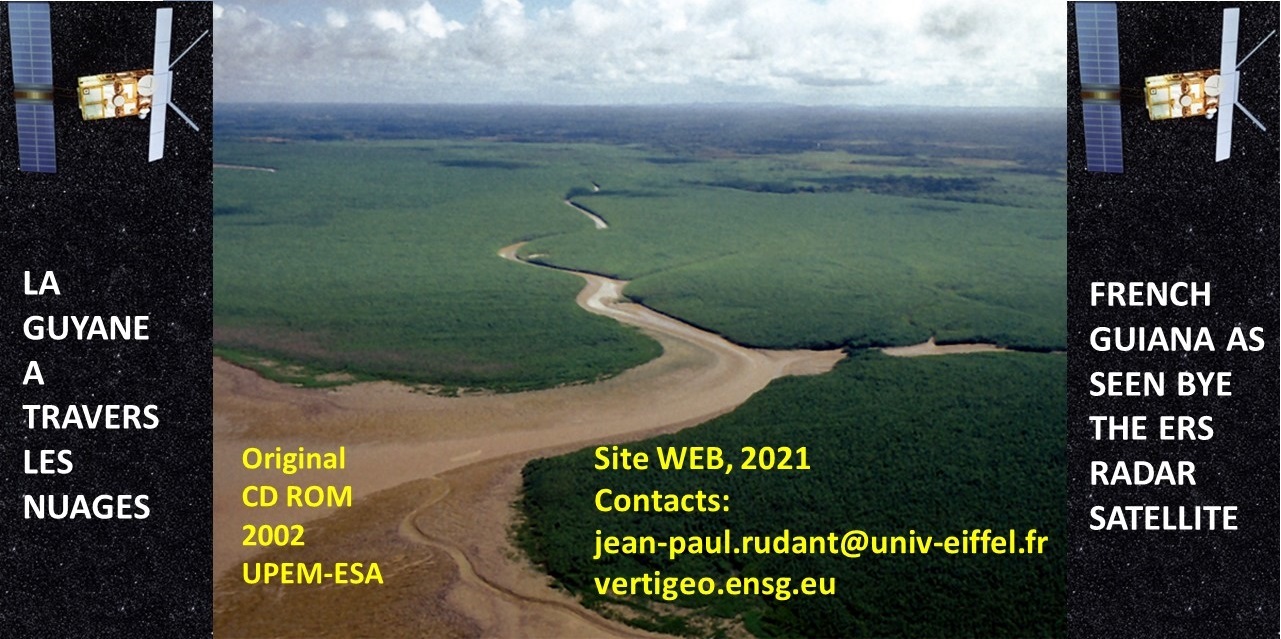 LA
GUYANE
A
TRAVERS
LES
NUAGES
Original
CD ROM
2002
UPEM-ESA
Site WEB, 2021
Contacts:
jean-paul.rudant@univ-eiffel.fr
vertigeo.ensg.eu
FRENCH
GUIANA AS
SEEN BYE
THE ERS
RADAR
SATELLITE